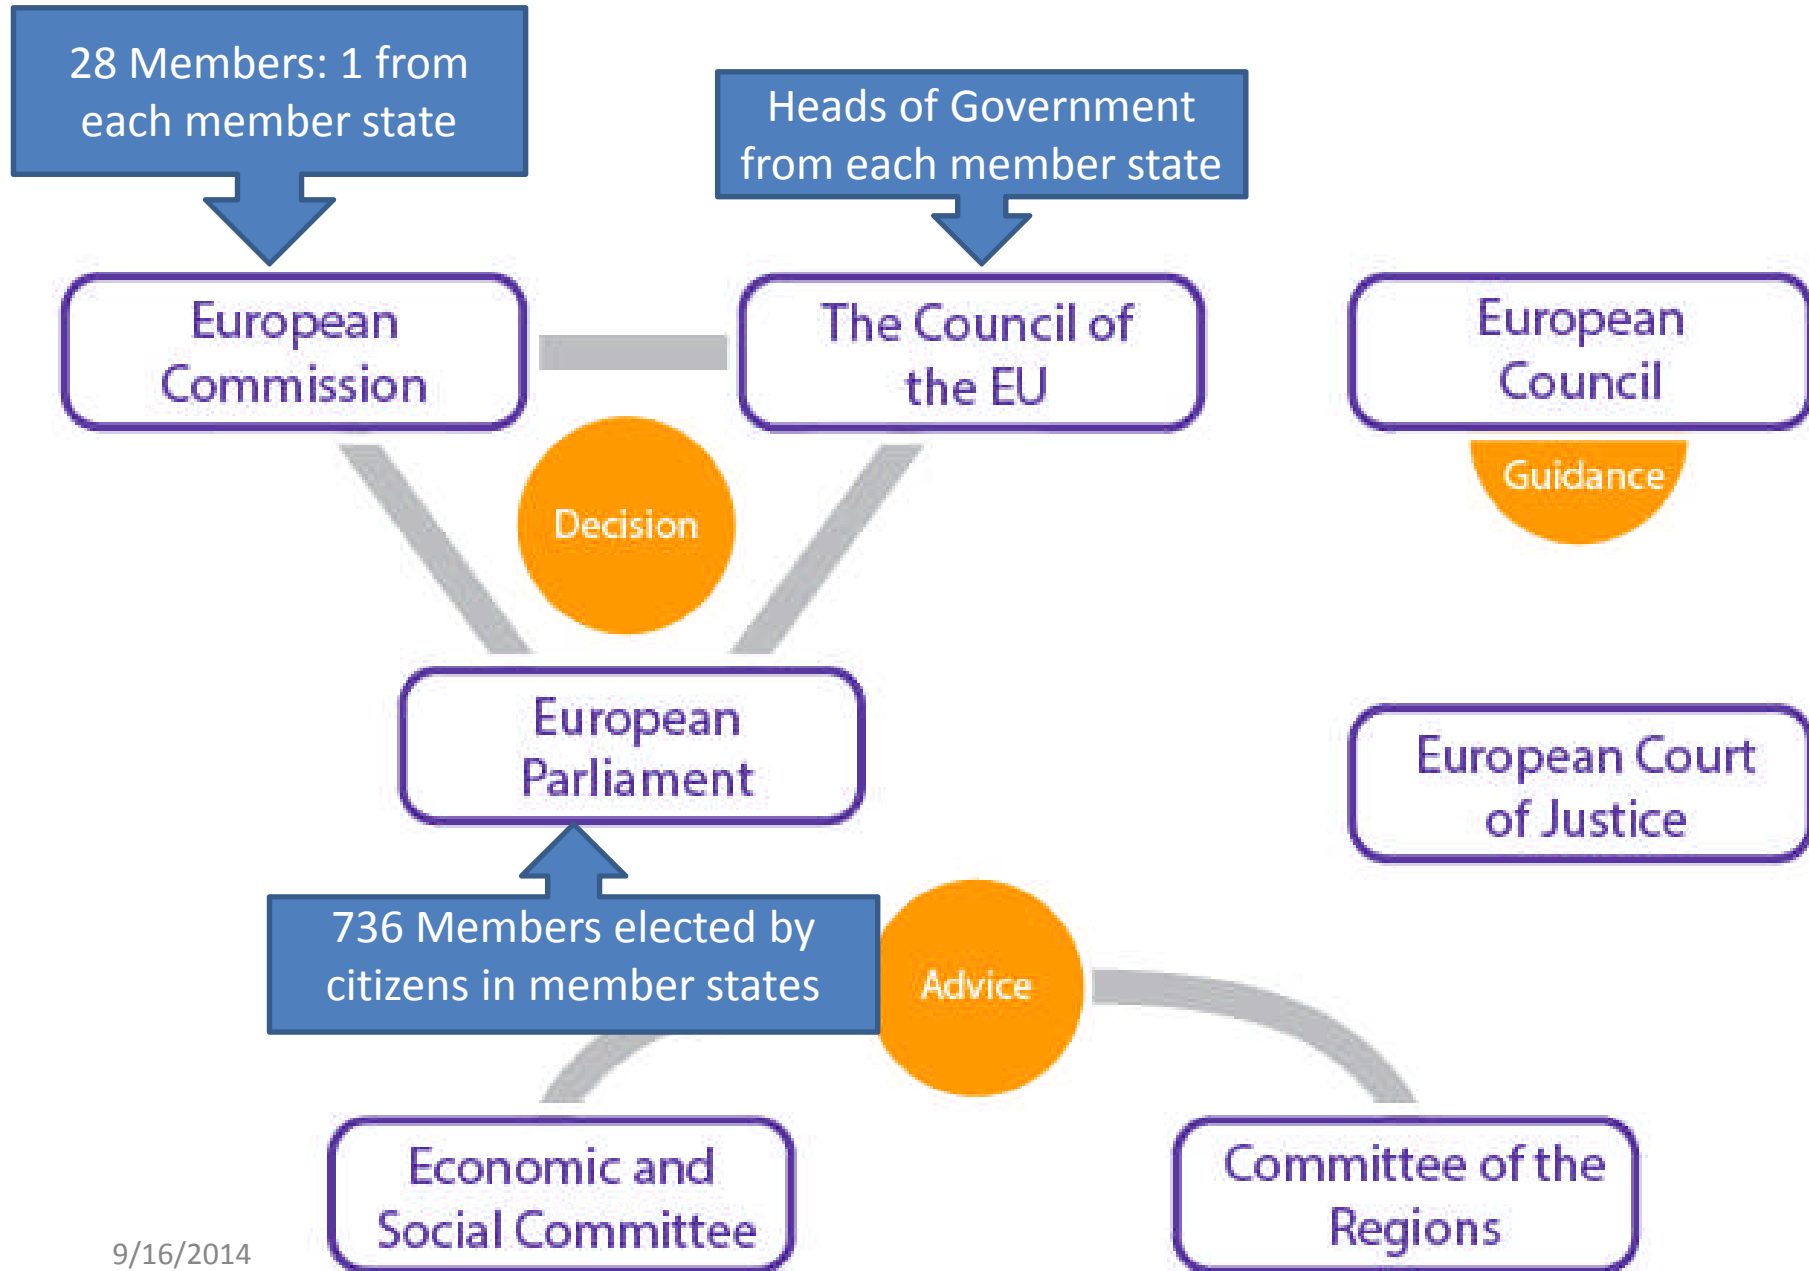 28 Members: 1 from
each member state
Heads of Government
from each member state
European
Commission
The Council of
the EU
European
Council
Guidance
Decision
European
Parliament
European Court
of Justice
736 Members elected by
citizens in member states
Advice
Economic and
Social Committee
Committee of the
Regions
9/16/2014